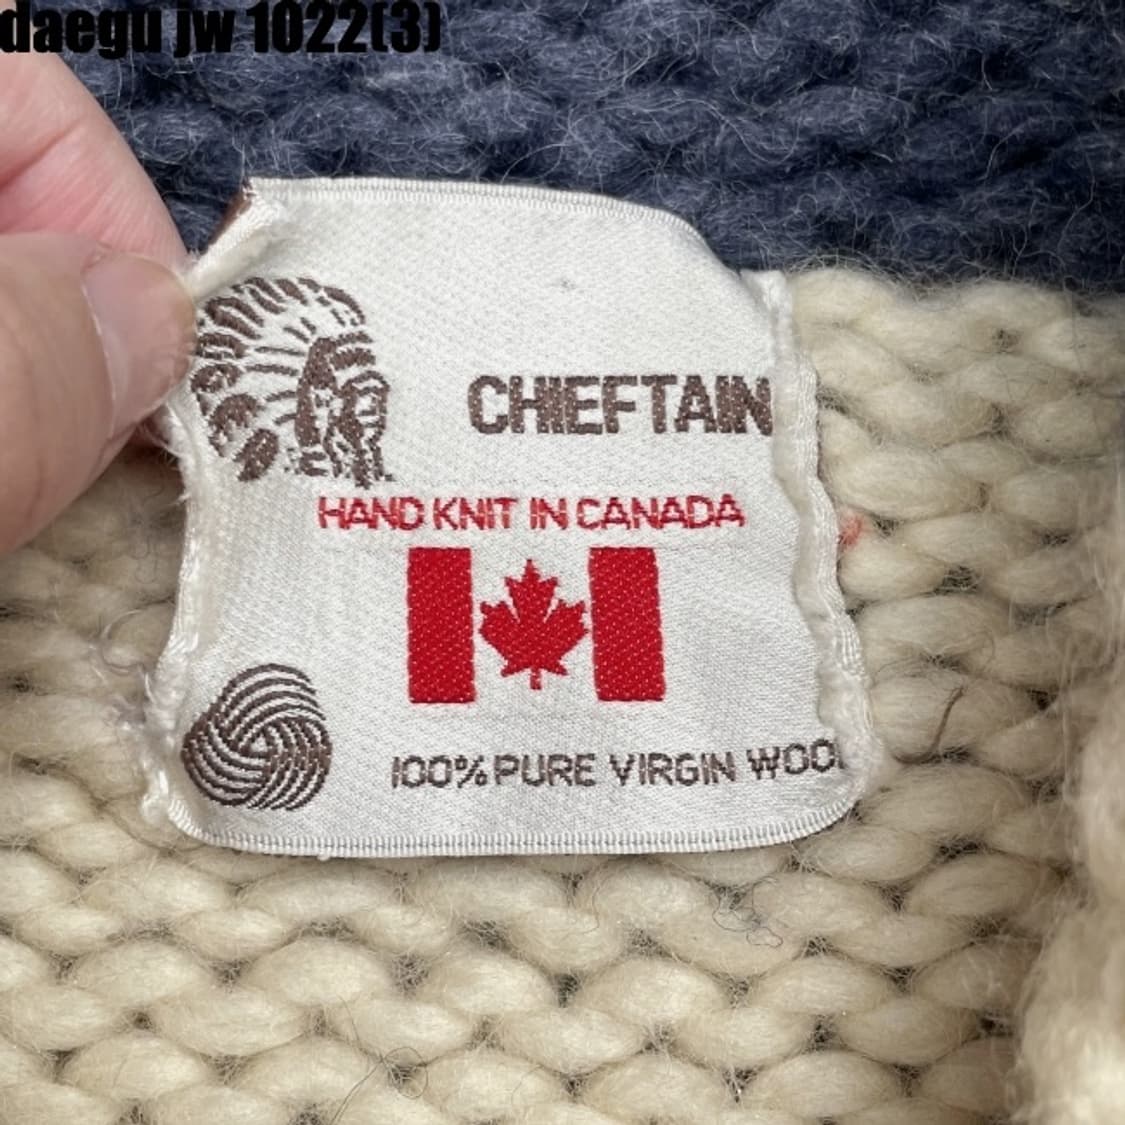 daegu jw 1022(3)
CHIEFTAIN
HAND KNIT IN CANADA
100% PURE VIRGIN WOOL